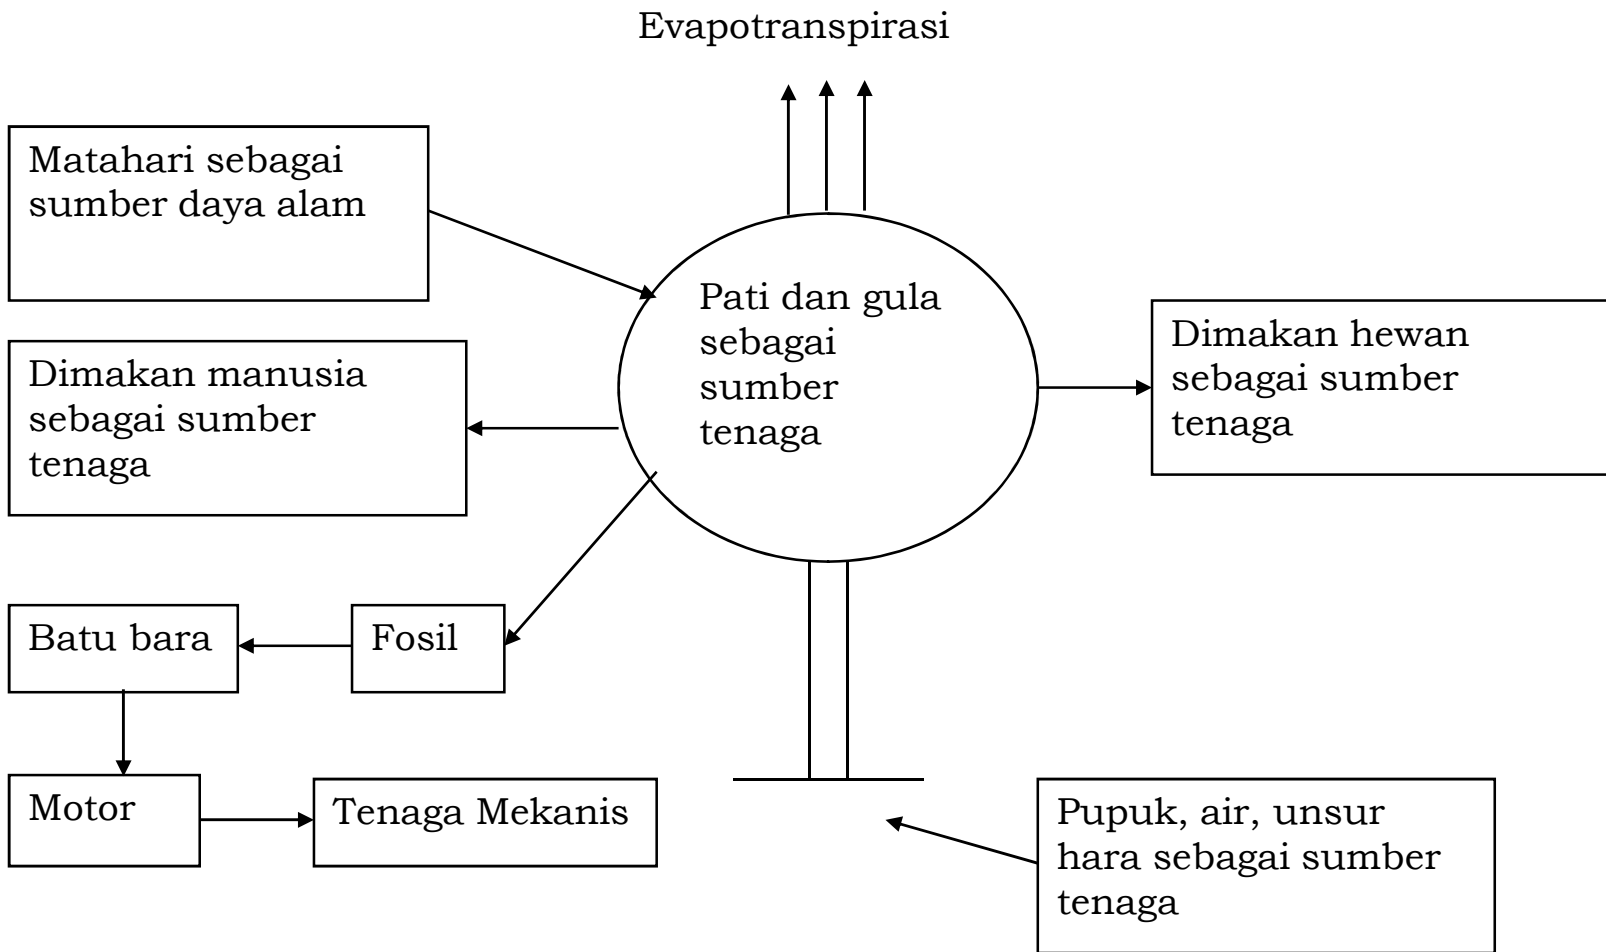 Evapotranspirasi
Matahari sebagai
sumber daya alam
Pati dan gula
sebagai
sumber
tenaga
Dimakan hewan
sebagai sumber
tenaga
Dimakan manusia
sebagai sumber
tenaga
Batu bara
Fosil
Motor
Tenaga Mekanis
Pupuk, air, unsur
hara sebagai sumber
tenaga